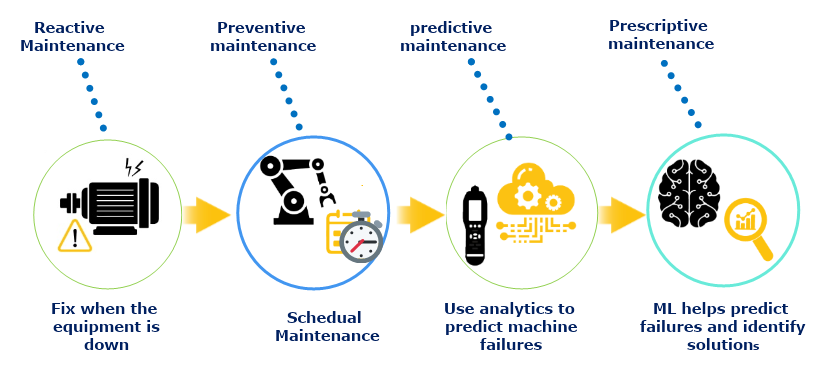 Reactive
Maintenance
Preventive
maintenance
predictive
maintenance
Prescriptive
maintenance
Fix when the
equipment is
down
Schedual
Maintenance
Use analytics to
predict machine
failures
ML helps predict
failures and identify
solutions